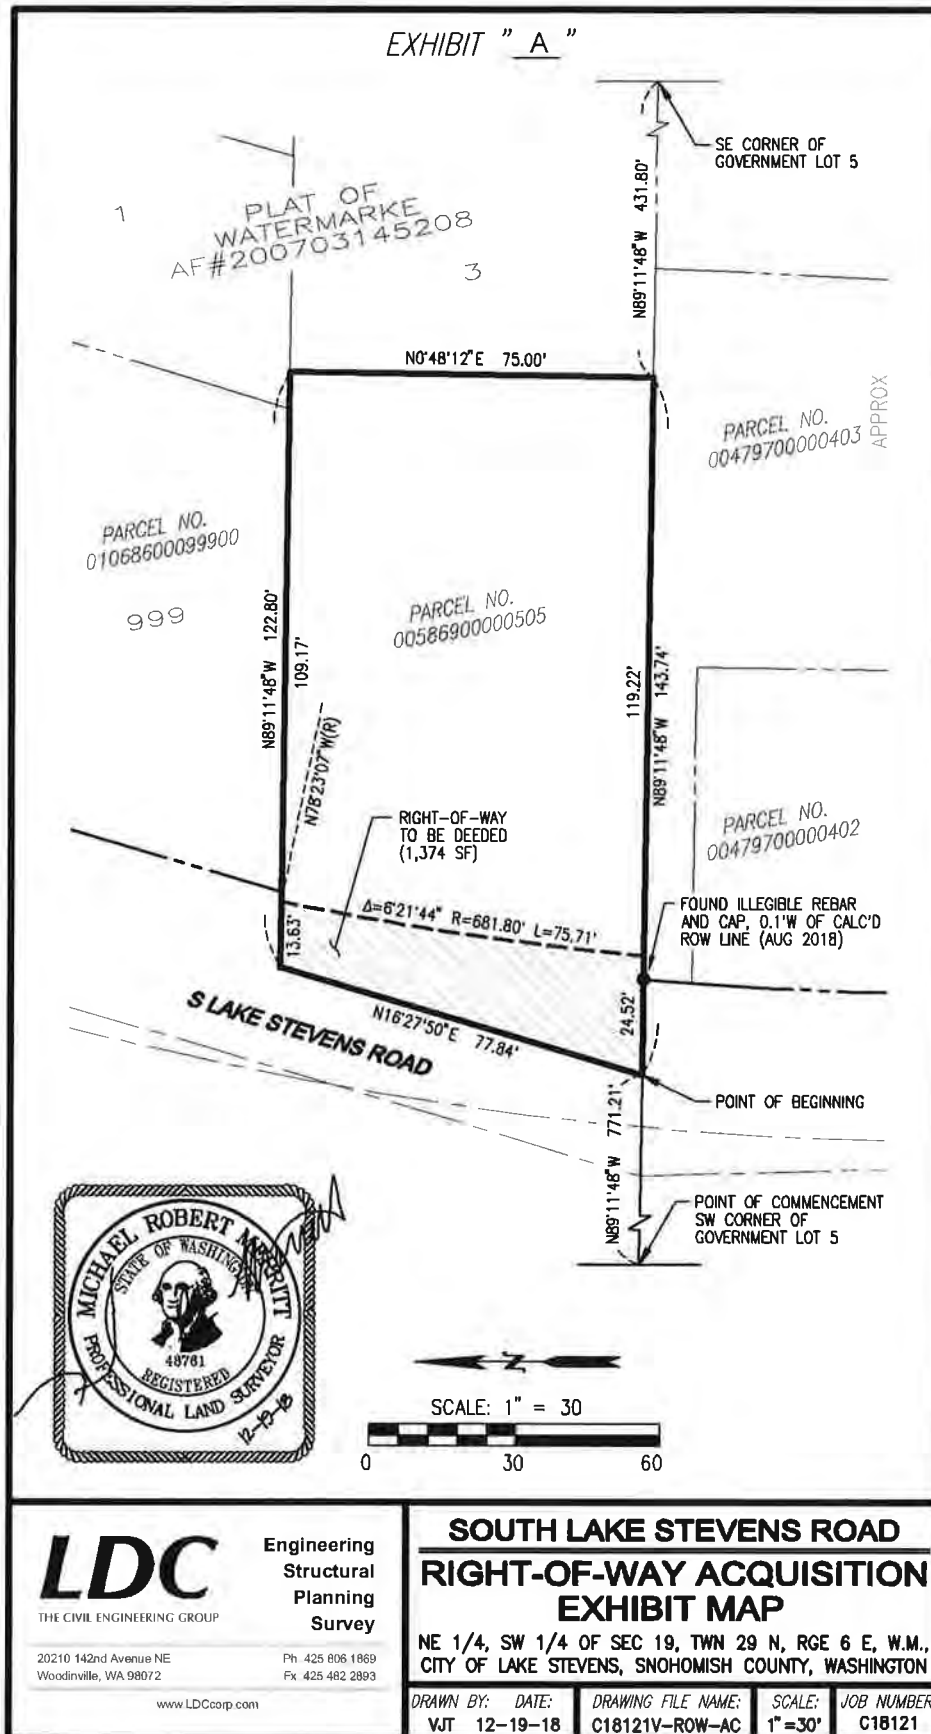 EXHIBIT " A "
SE CORNER OF
GOVERNMENT LOT 5
N89°11'48"W 431.80'
1
PLAT OF
WATERMARKE
AF#200703145208
3
N0°48'12"E 75.00'
PARCEL NO.
00479700000403
APPROX
PARCEL NO.
01068600099900
999
PARCEL NO.
00586900000505
N89°11'48"W 122.80'
109.17'
119.22'
N89°11'48"W 143.74'
N78°23'07"W(R)
RIGHT-OF-WAY
TO BE DEEDED
(1,374 SF)
PARCEL NO.
00479700000402
FOUND ILLEGIBLE REBAR
AND CAP, 0.1'W OF CALC'D
ROW LINE (AUG 2018)
Δ=6°21'44" R=681.80' L=75.71'
13.63'
24.52'
N16°27'50"E 77.84'
S LAKE STEVENS ROAD
POINT OF BEGINNING
N89°11'48"W 771.21'
POINT OF COMMENCEMENT
SW CORNER OF
GOVERNMENT LOT 5
MICHAEL ROBERT MERRITT
STATE OF WASHINGTON
48761
REGISTERED
PROFESSIONAL LAND SURVEYOR
12-19-18
Z
SCALE: 1" = 30
0 30 60
LDC
THE CIVIL ENGINEERING GROUP
Engineering
Structural
Planning
Survey
20210 142nd Avenue NE
Woodinville, WA 98072
Ph 425 806 1869
Fx 425 482 2893
www LDCcorp com
SOUTH LAKE STEVENS ROAD
RIGHT-OF-WAY ACQUISITION
EXHIBIT MAP
NE 1/4, SW 1/4 OF SEC 19, TWN 29 N, RGE 6 E, W.M.,
CITY OF LAKE STEVENS, SNOHOMISH COUNTY, WASHINGTON
DRAWN BY: DATE: DRAWING FILE NAME: SCALE: JOB NUMBER
VJT 12-19-18 C18121V-ROW-AC 1"=30' C18121